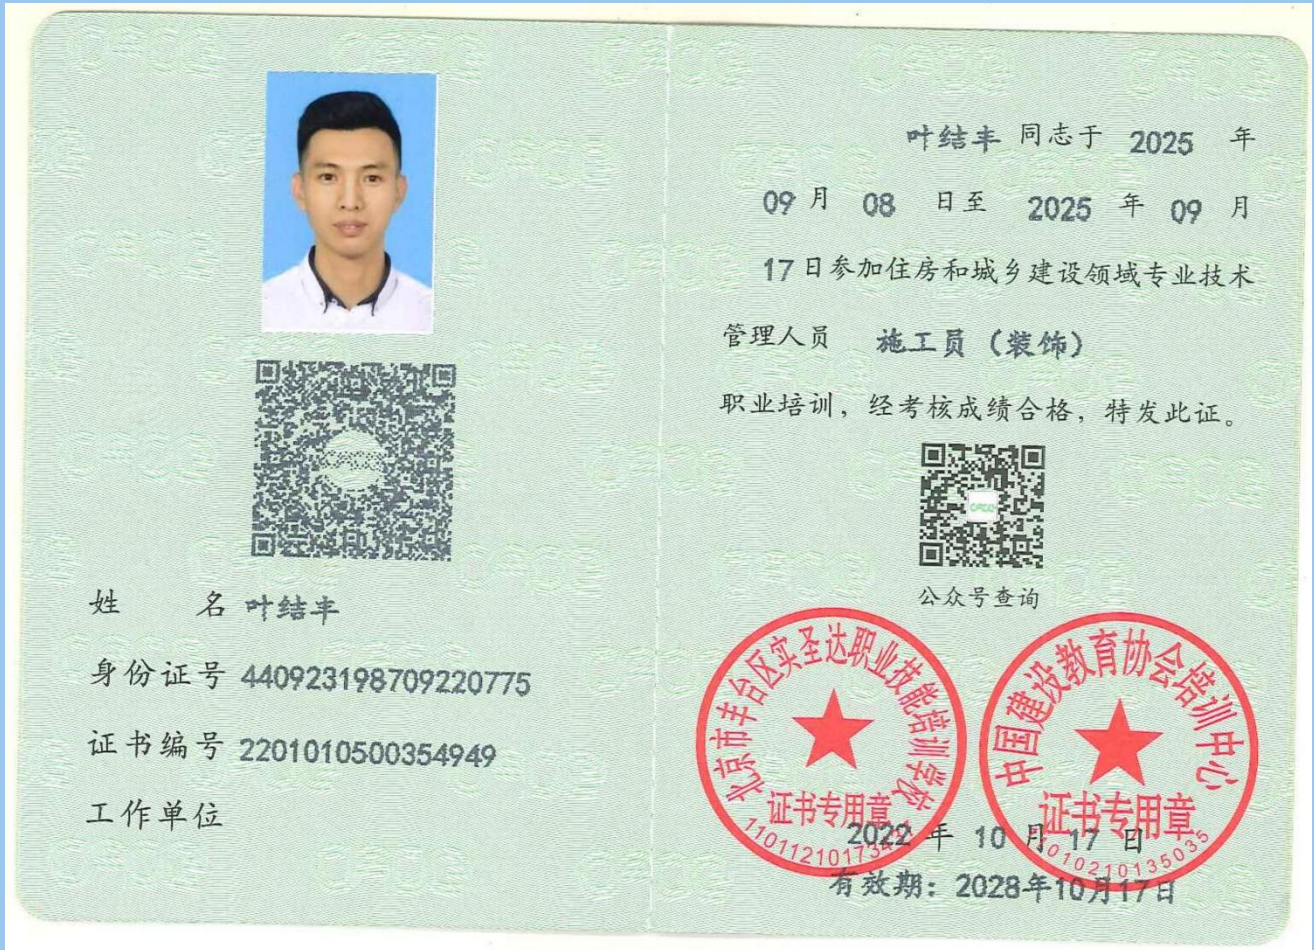 姓 名 叶结丰
身份证号 440923198709220775
证书编号 2201010500354949
工作单位
叶结丰 同志于 2025 年
09 月 08 日至 2025 年 09 月
17 日参加住房和城乡建设领域专业技术
管理人员 施工员（装饰）
职业培训，经考核成绩合格，特发此证。
公众号查询
北京市丰台区实圣达职业技能培训学校
证书专用章
中国建设教育协会培训中心
证书专用章
11010210135035
2022 年 10 月 17 日
有效期：2028年10月17日